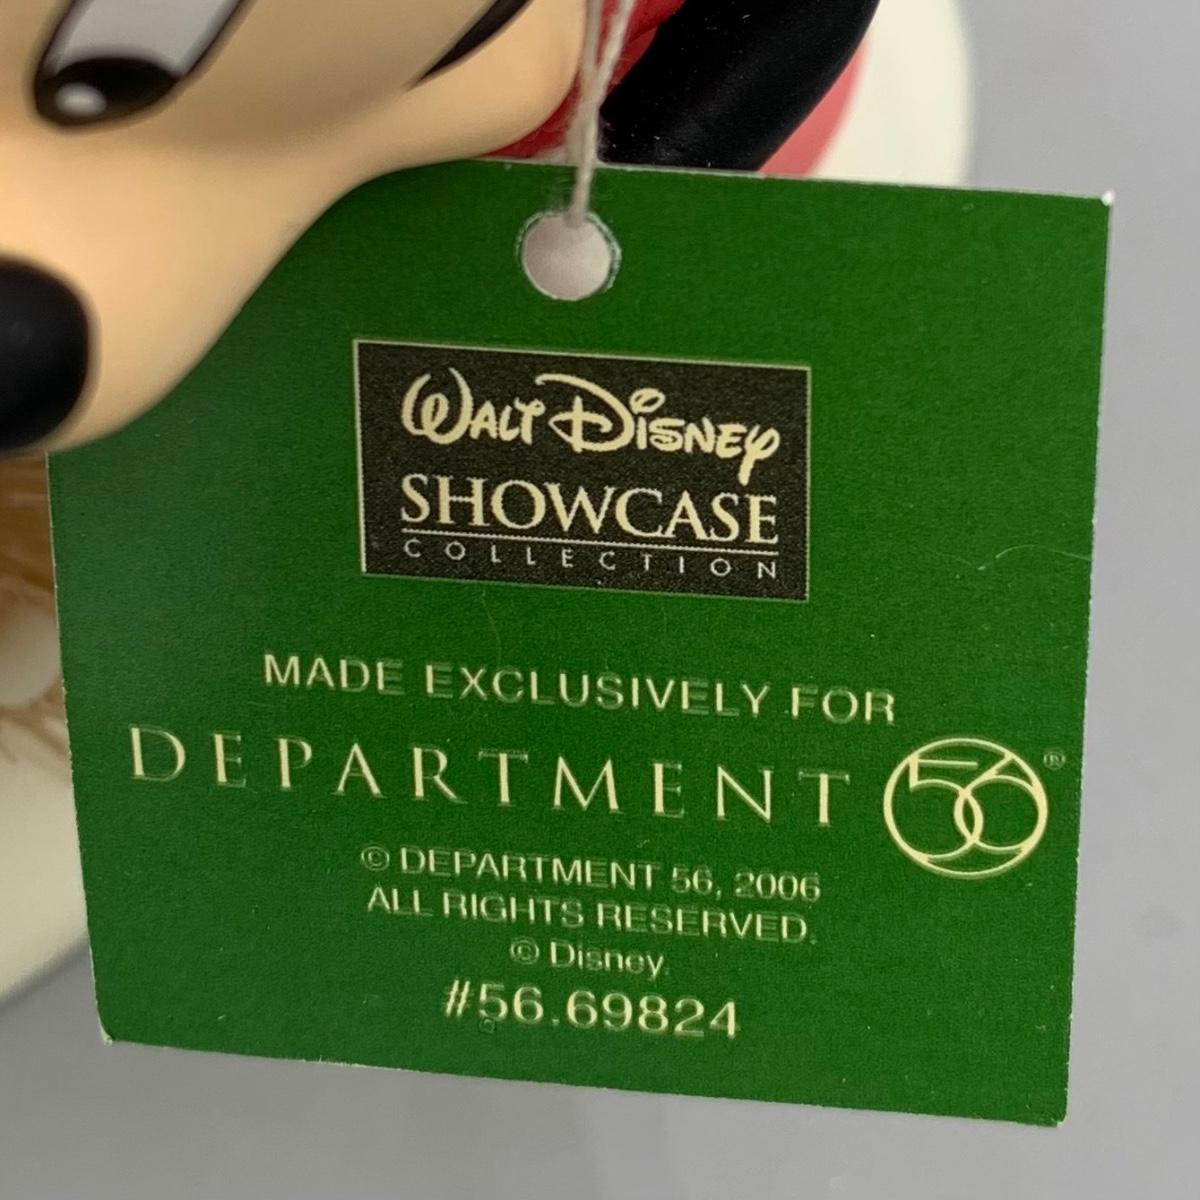 WALT DISNEY
SHOWCASE
COLLECTION
MADE EXCLUSIVELY FOR
DEPARTMENT 56®
© DEPARTMENT 56, 2006
ALL RIGHTS RESERVED.
© Disney
#56.69824